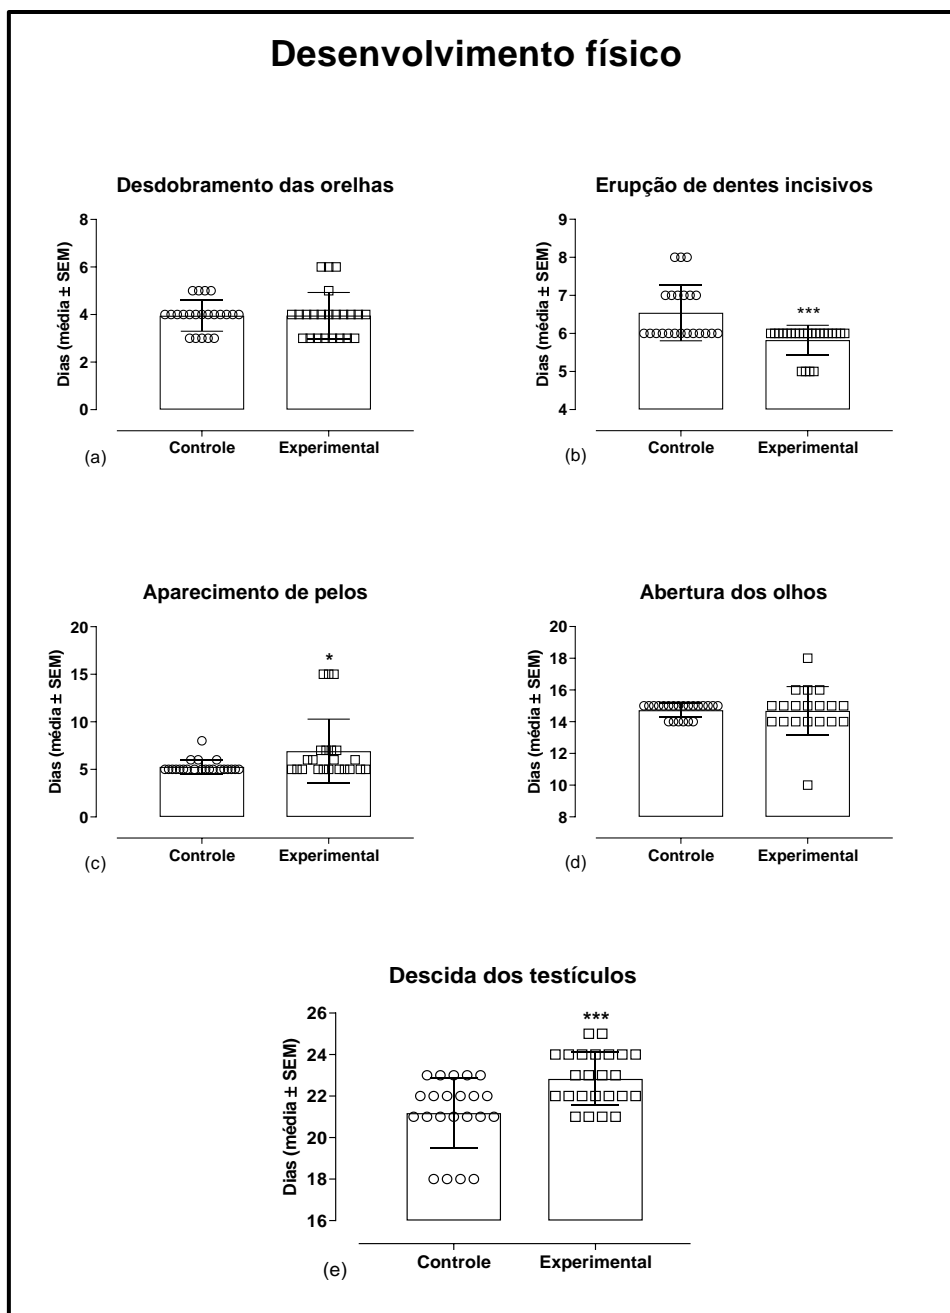 Desenvolvimento físico
Desdobramento das orelhas
8
6
4
2
0
Dias (média ± SEM)
Controle
Experimental
(a)
Erupção de dentes incisivos
9
8
7
6
5
4
Dias (média ± SEM)
***
Controle
Experimental
(b)
Aparecimento de pelos
20
15
10
5
0
Dias (média ± SEM)
*
Controle
Experimental
(c)
Abertura dos olhos
20
18
16
14
12
10
8
Dias (média ± SEM)
Controle
Experimental
(d)
Descida dos testículos
26
24
22
20
18
16
Dias (média ± SEM)
***
Controle
Experimental
(e)